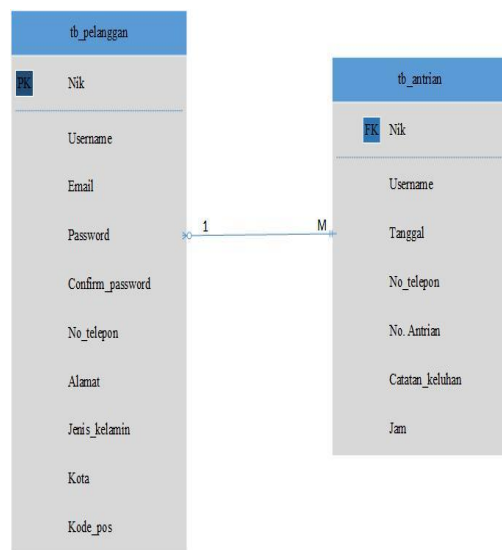 tb_pelanggan
PK Nik
Username
Email
Password
Confirm_password
No_telepon
Alamat
Jenis_kelamin
Kota
Kode_pos
1 M
tb_antrian
FK Nik
Username
Tanggal
No_telepon
No. Antrian
Catatan_keluhan
Jam